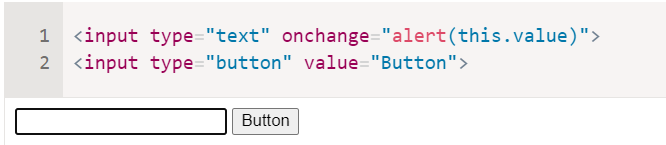 1 <input type="text" onchange="alert(this.value)">
2 <input type="button" value="Button">
Button